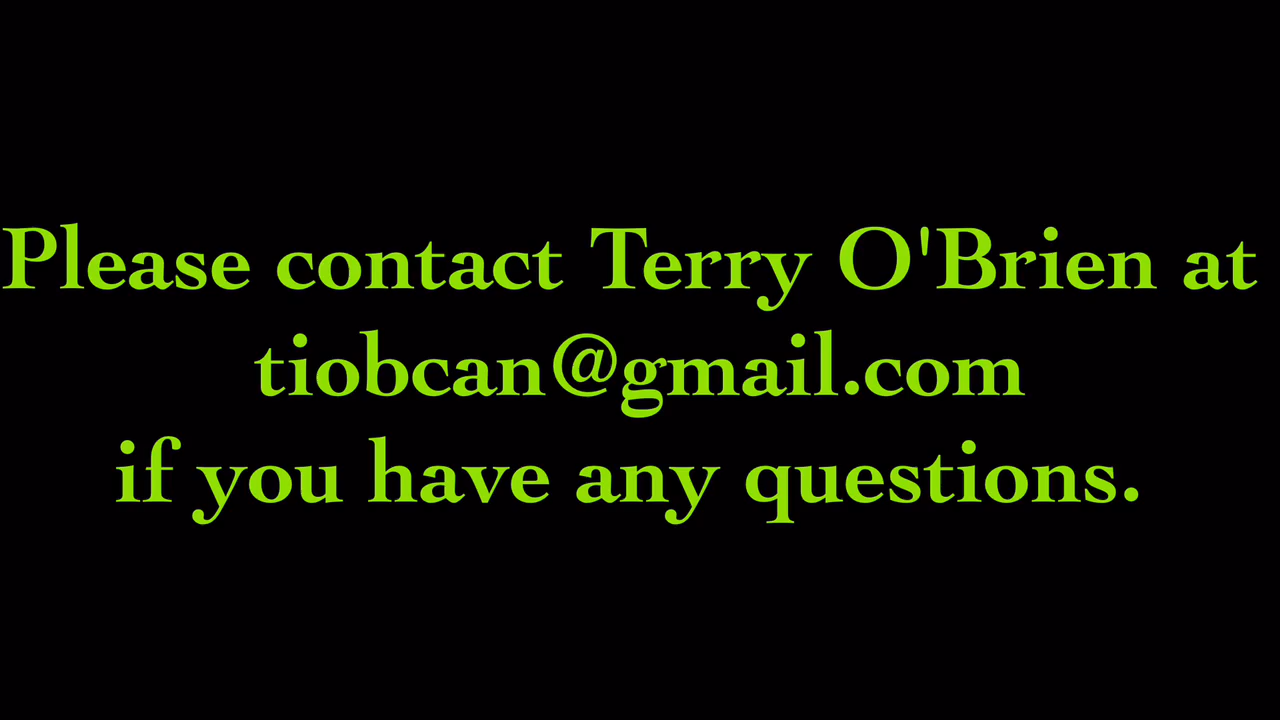 Please contact Terry O'Brien at
tiobcan@gmail.com
if you have any questions.